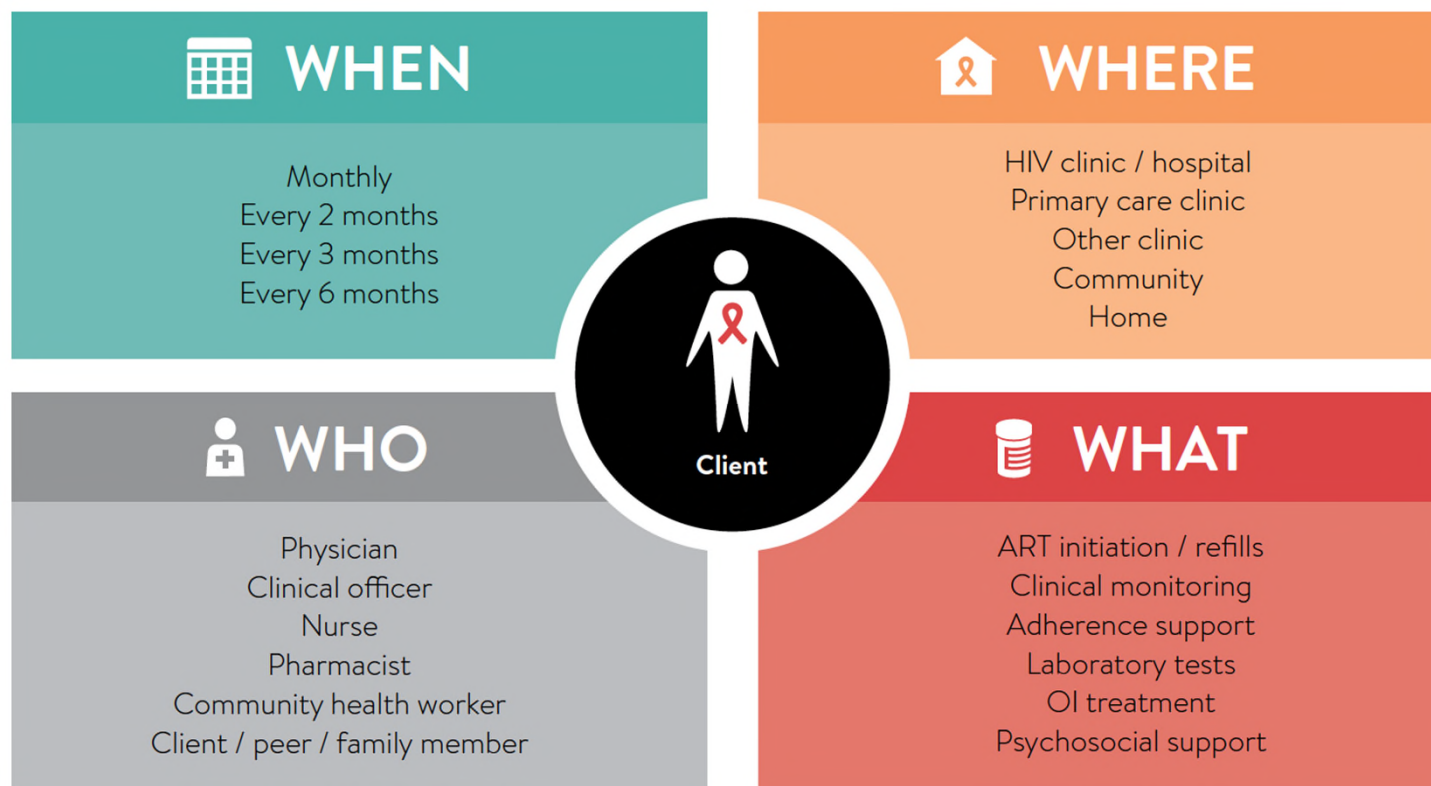 WHEN
Monthly
Every 2 months
Every 3 months
Every 6 months
WHERE
HIV clinic / hospital
Primary care clinic
Other clinic
Community
Home
Client
WHO
Physician
Clinical officer
Nurse
Pharmacist
Community health worker
Client / peer / family member
WHAT
ART initiation / refills
Clinical monitoring
Adherence support
Laboratory tests
OI treatment
Psychosocial support